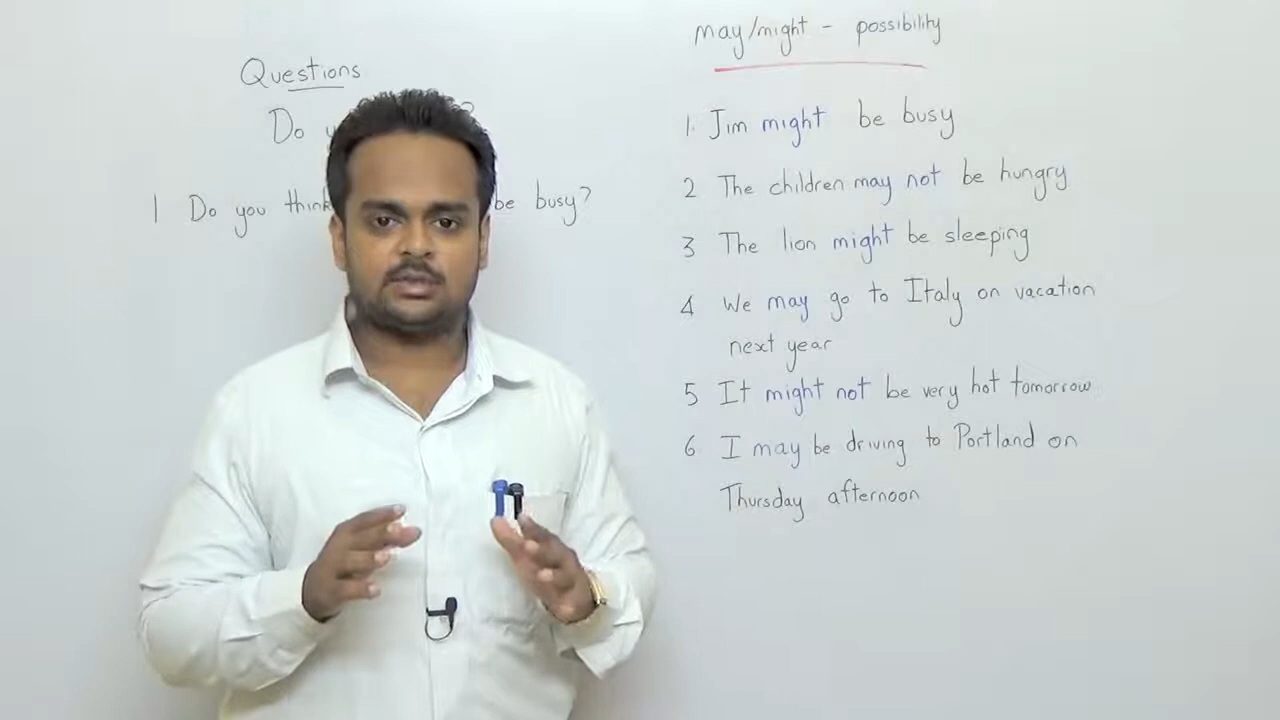 Questions
Do
1 Do you think be busy?
may/might - possibility
1. Jim might be busy
2 The children may not be hungry
3 The lion might be sleeping
4 We may go to Italy on vacation
next year
5 It might not be very hot tomorrow
6 I may be driving to Portland on
Thursday afternoon